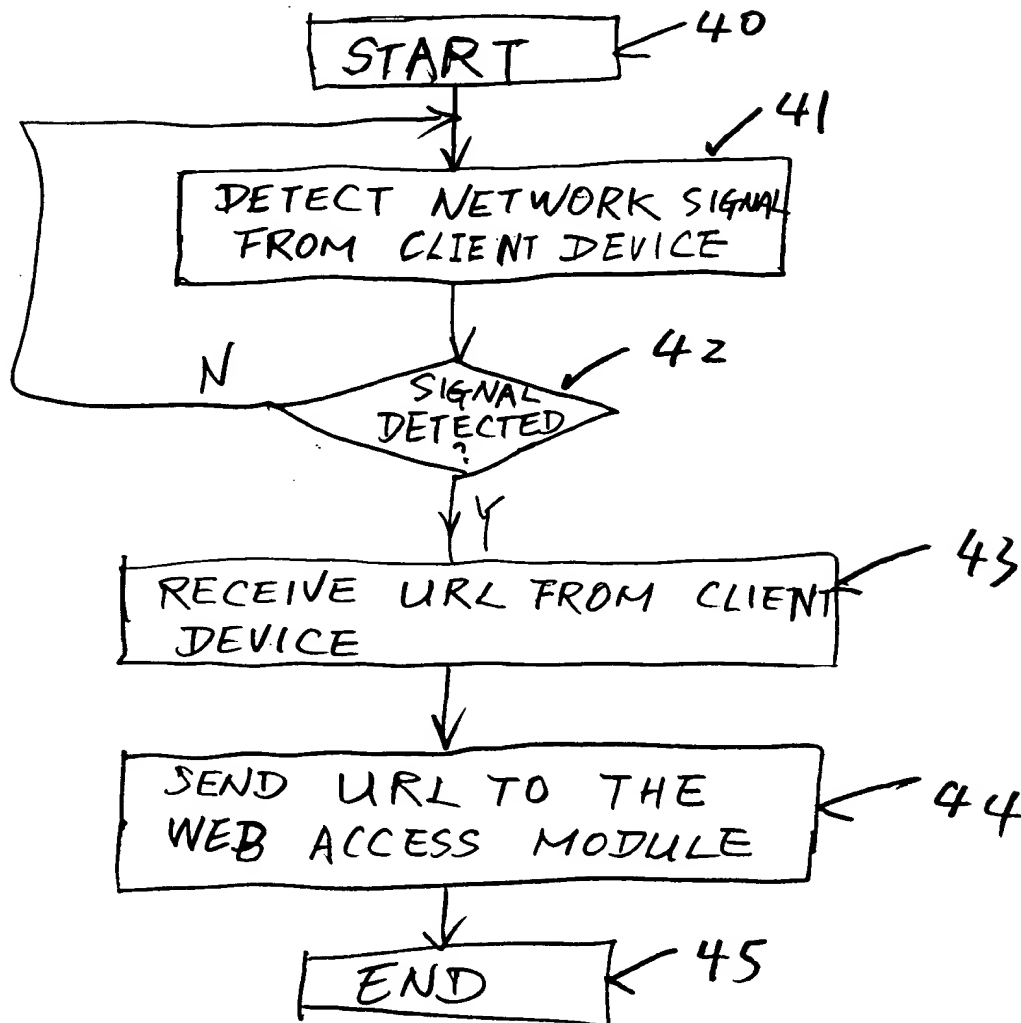 40
START
41
DETECT NETWORK SIGNAL
FROM CLIENT DEVICE
42
N
SIGNAL
DETECTED
?
Y
43
RECEIVE URL FROM CLIENT
DEVICE
SEND URL TO THE
44
WEB ACCESS MODULE
45
END